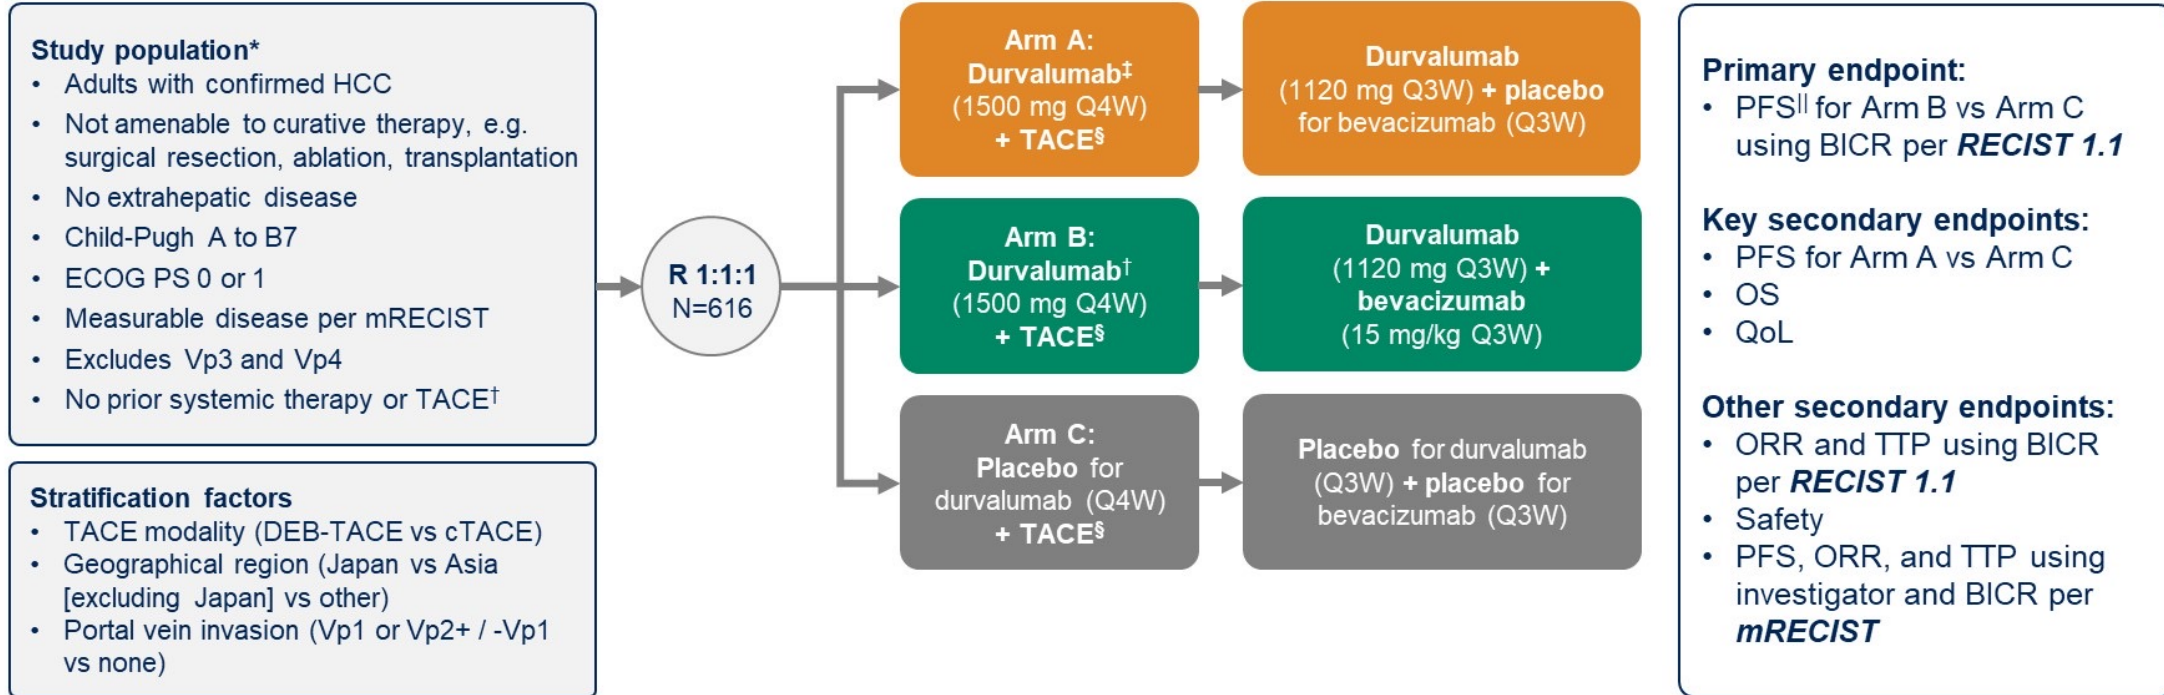 Study population*
• Adults with confirmed HCC
• Not amenable to curative therapy, e.g.
surgical resection, ablation, transplantation
• No extrahepatic disease
• Child-Pugh A to B7
• ECOG PS 0 or 1
• Measurable disease per mRECIST
• Excludes Vp3 and Vp4
• No prior systemic therapy or TACE†
Stratification factors
• TACE modality (DEB-TACE vs cTACE)
• Geographical region (Japan vs Asia
[excluding Japan] vs other)
• Portal vein invasion (Vp1 or Vp2+ / -Vp1
vs none)
R 1:1:1
N=616
Arm A:
Durvalumab‡
(1500 mg Q4W)
+ TACE§
Durvalumab
(1120 mg Q3W) + placebo
for bevacizumab (Q3W)
Arm B:
Durvalumab†
(1500 mg Q4W)
+ TACE§
Durvalumab
(1120 mg Q3W) +
bevacizumab
(15 mg/kg Q3W)
Arm C:
Placebo for
durvalumab (Q4W)
+ TACE§
Placebo for durvalumab
(Q3W) + placebo for
bevacizumab (Q3W)
Primary endpoint:
• PFS|| for Arm B vs Arm C
using BICR per RECIST 1.1
Key secondary endpoints:
• PFS for Arm A vs Arm C
• OS
• QoL
Other secondary endpoints:
• ORR and TTP using BICR
per RECIST 1.1
• Safety
• PFS, ORR, and TTP using
investigator and BICR per
mRECIST